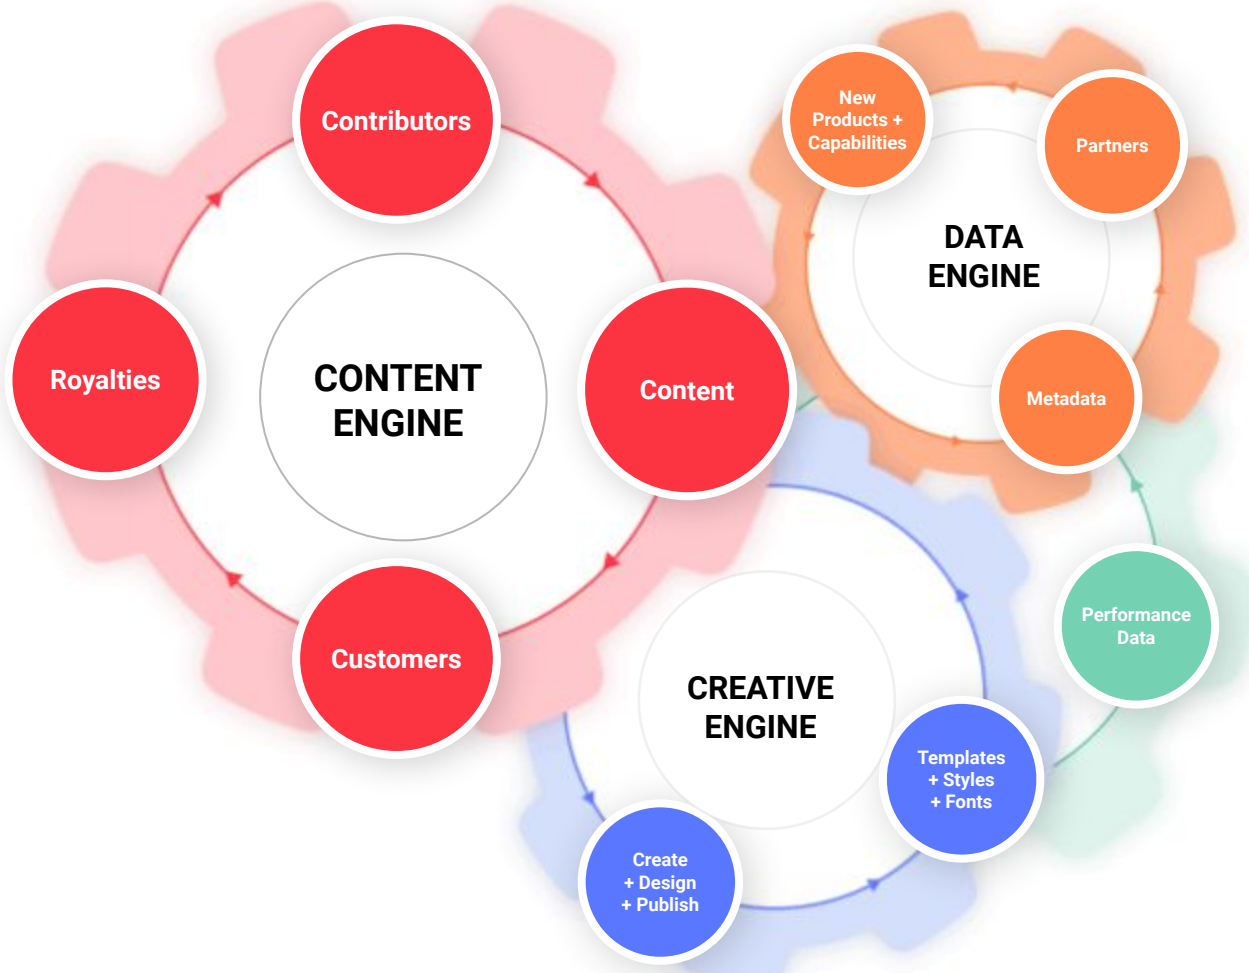 Contributors
Royalties
CONTENT
ENGINE
Content
Customers
New
Products +
Capabilities
Partners
DATA
ENGINE
Metadata
Performance
Data
CREATIVE
ENGINE
Templates
+ Styles
+ Fonts
Create
+ Design
+ Publish